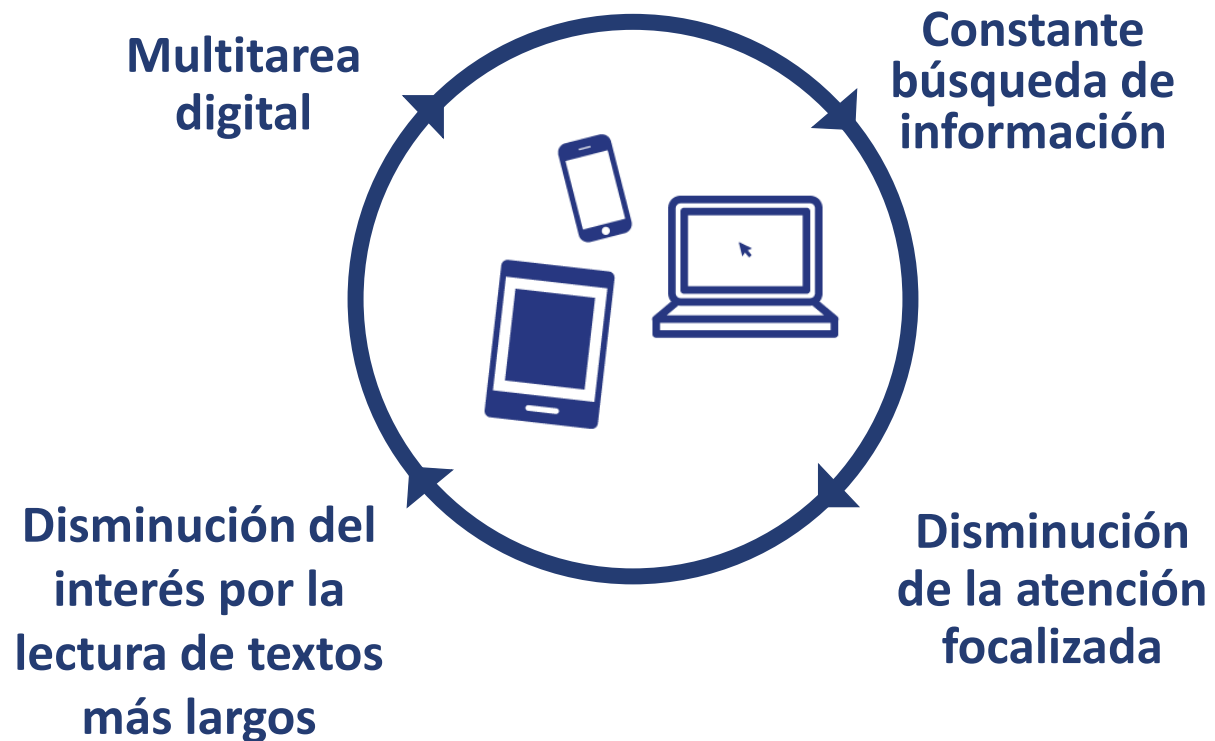 Multitarea
digital
Constante
búsqueda de
información
Disminución
de la atención
focalizada
Disminución del
interés por la
lectura de textos
más largos